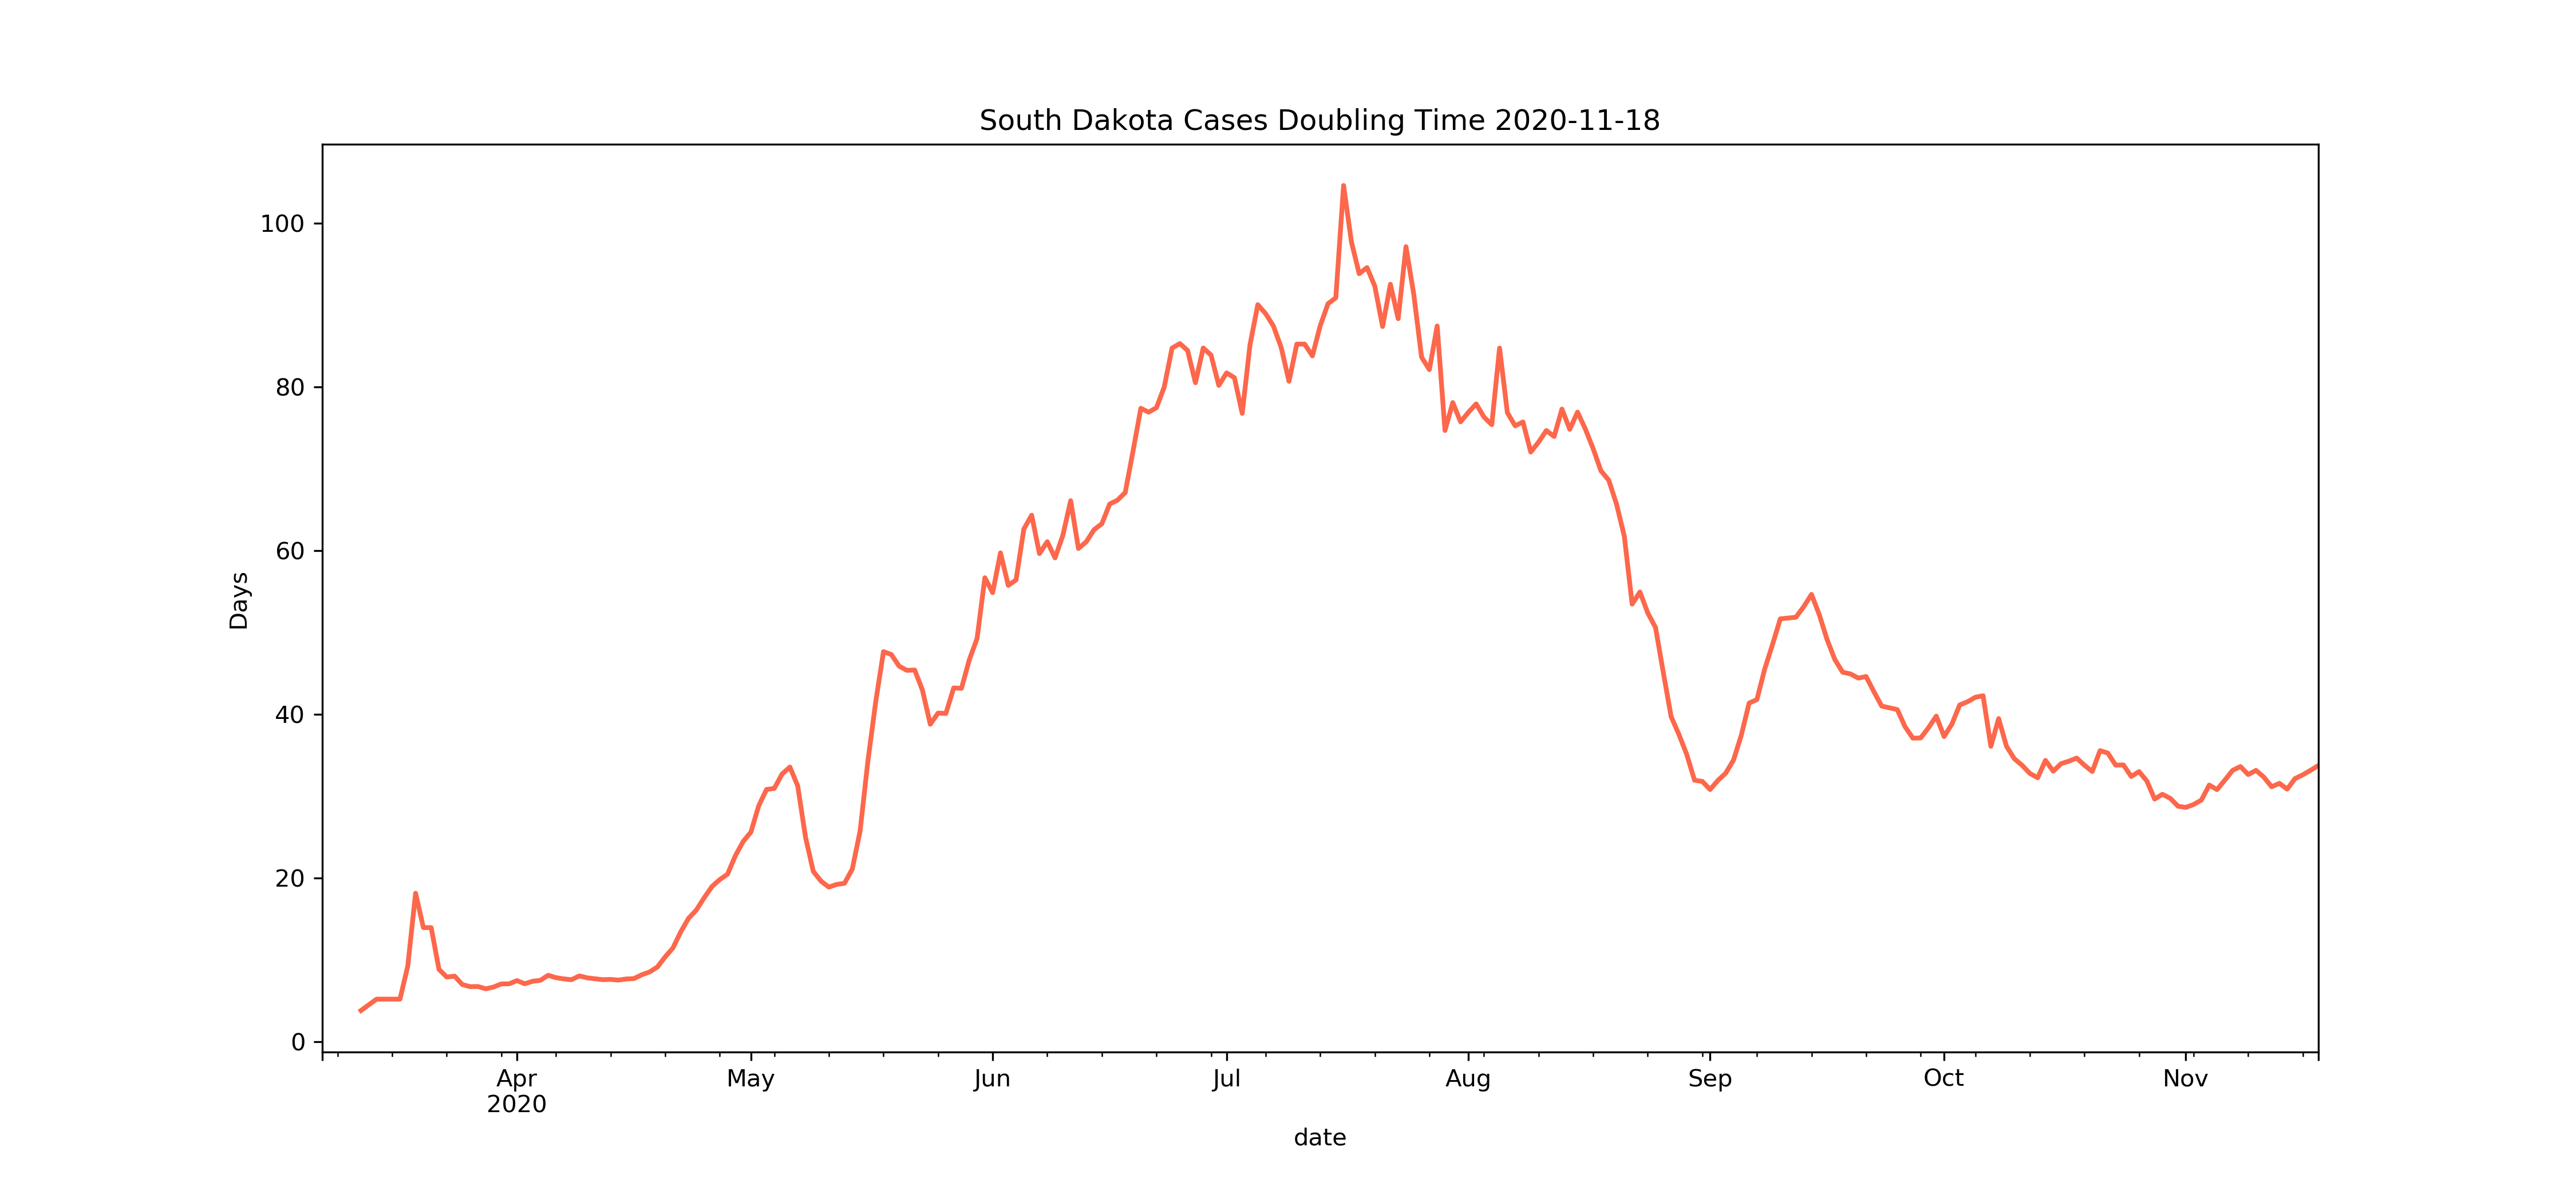 South Dakota Cases Doubling Time 2020-11-18
100
80
60
40
20
0
Days
Apr May Jun Jul Aug Sep Oct Nov
2020
date